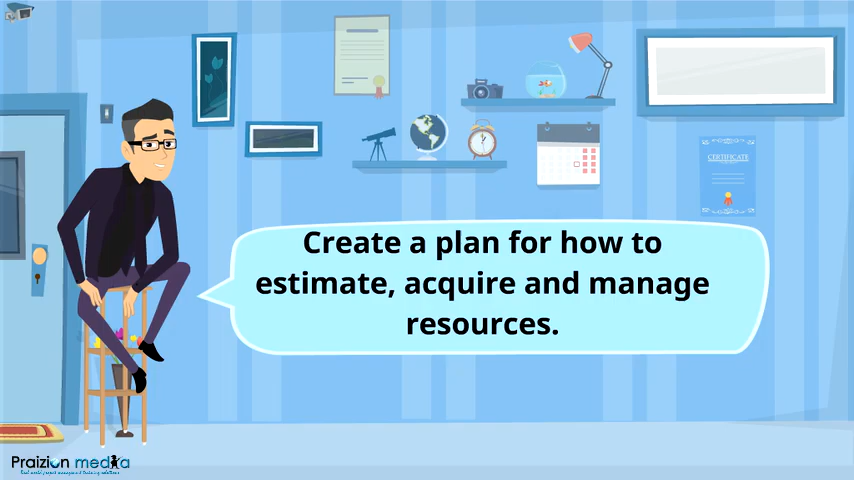 CERTIFICATE
Create a plan for how to
estimate, acquire and manage
resources.
Praizion media